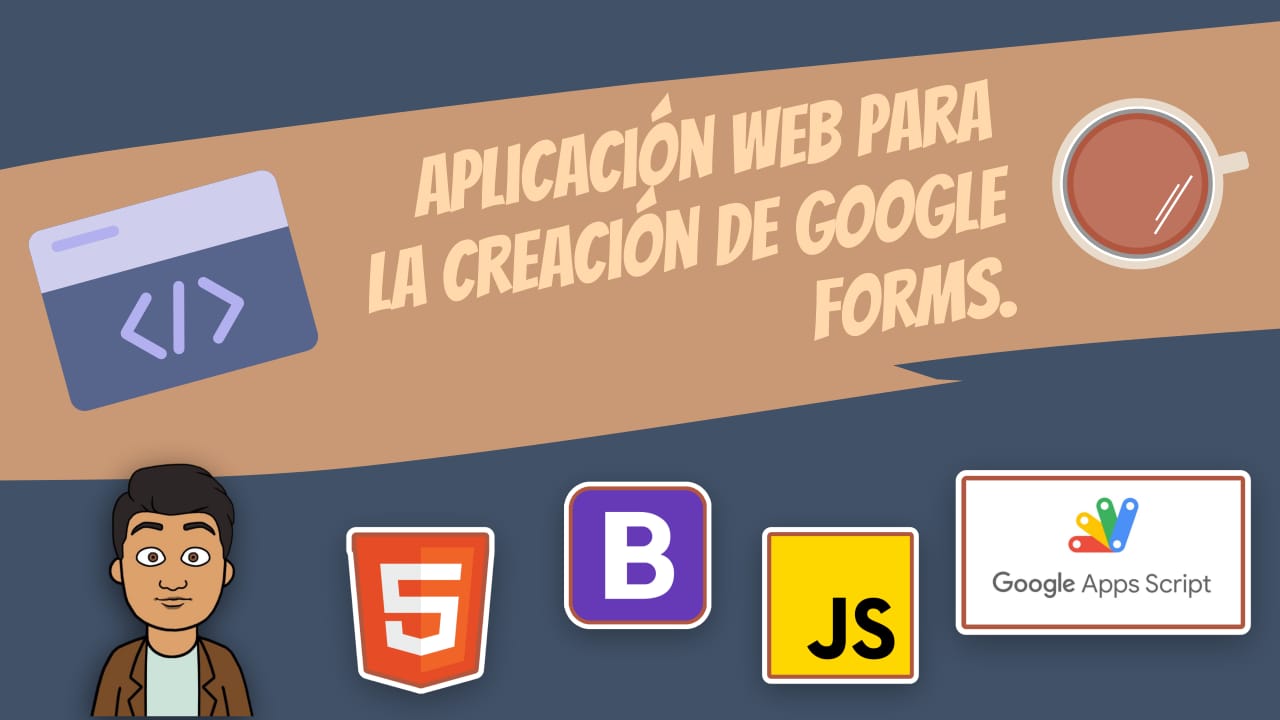 APLICACIÓN WEB PARA
LA CREACIÓN DE GOOGLE
FORMS.
</>
5
B
JS
Google Apps Script